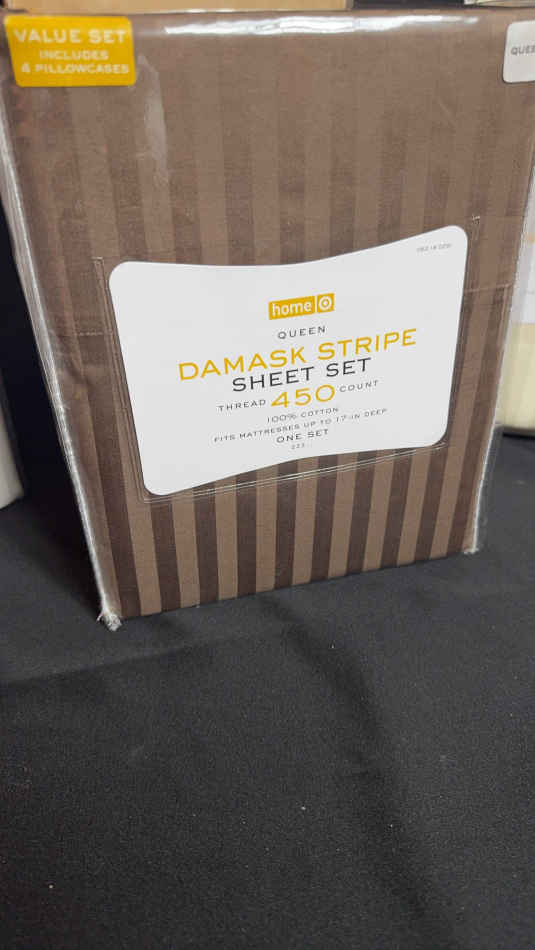 VALUE SET
INCLUDES
4 PILLOWCASES
home
QUEEN
DAMASK STRIPE
SHEET SET
THREAD 450 COUNT
100% COTTON
FITS MATTRESSES UP TO 17-IN DEEP
ONE SET